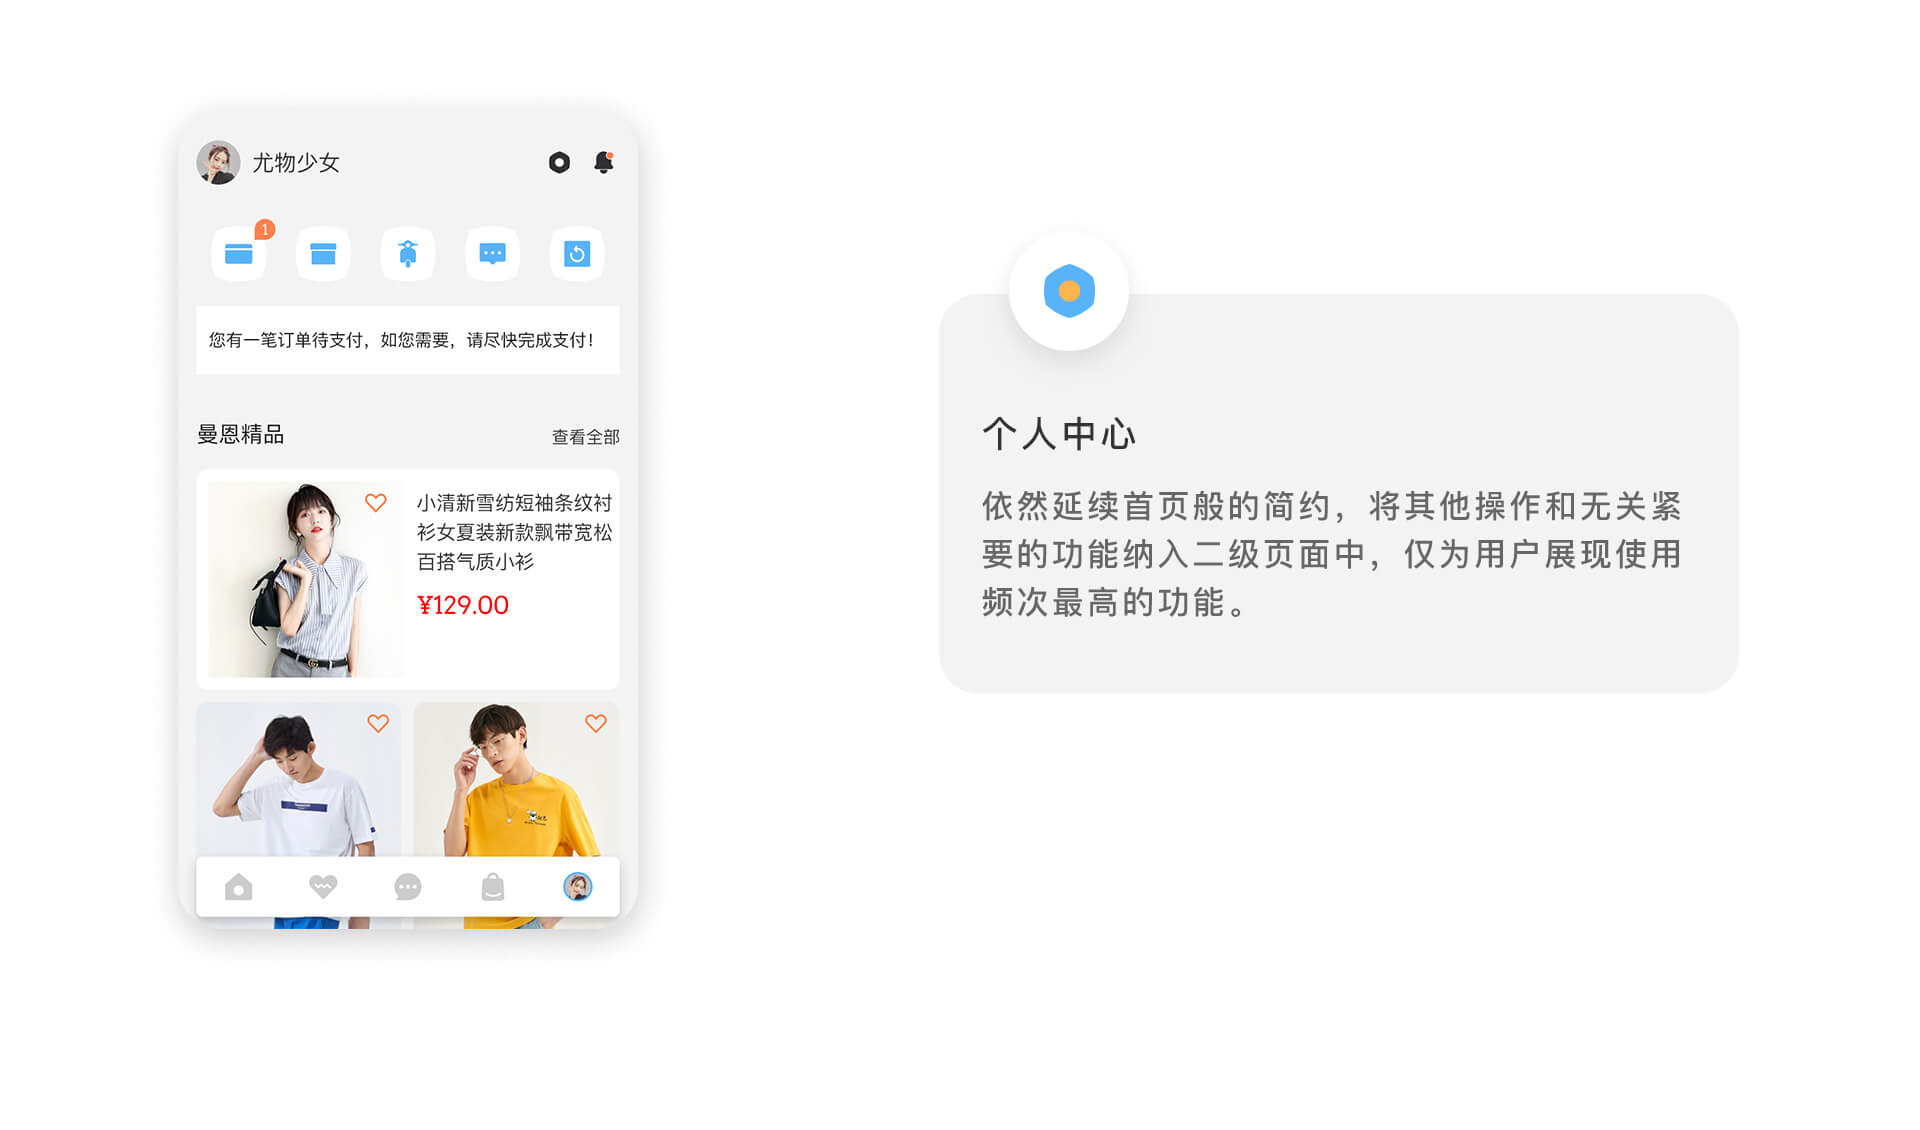 尤物少女
1
您有一笔订单待支付，如您需要，请尽快完成支付！
曼恩精品
查看全部
小清新雪纺短袖条纹衬
衫女夏装新款飘带宽松
百搭气质小衫
¥129.00
个人中心
依然延续首页般的简约，将其他操作和无关紧
要的功能纳入二级页面中，仅为用户展现使用
频次最高的功能。